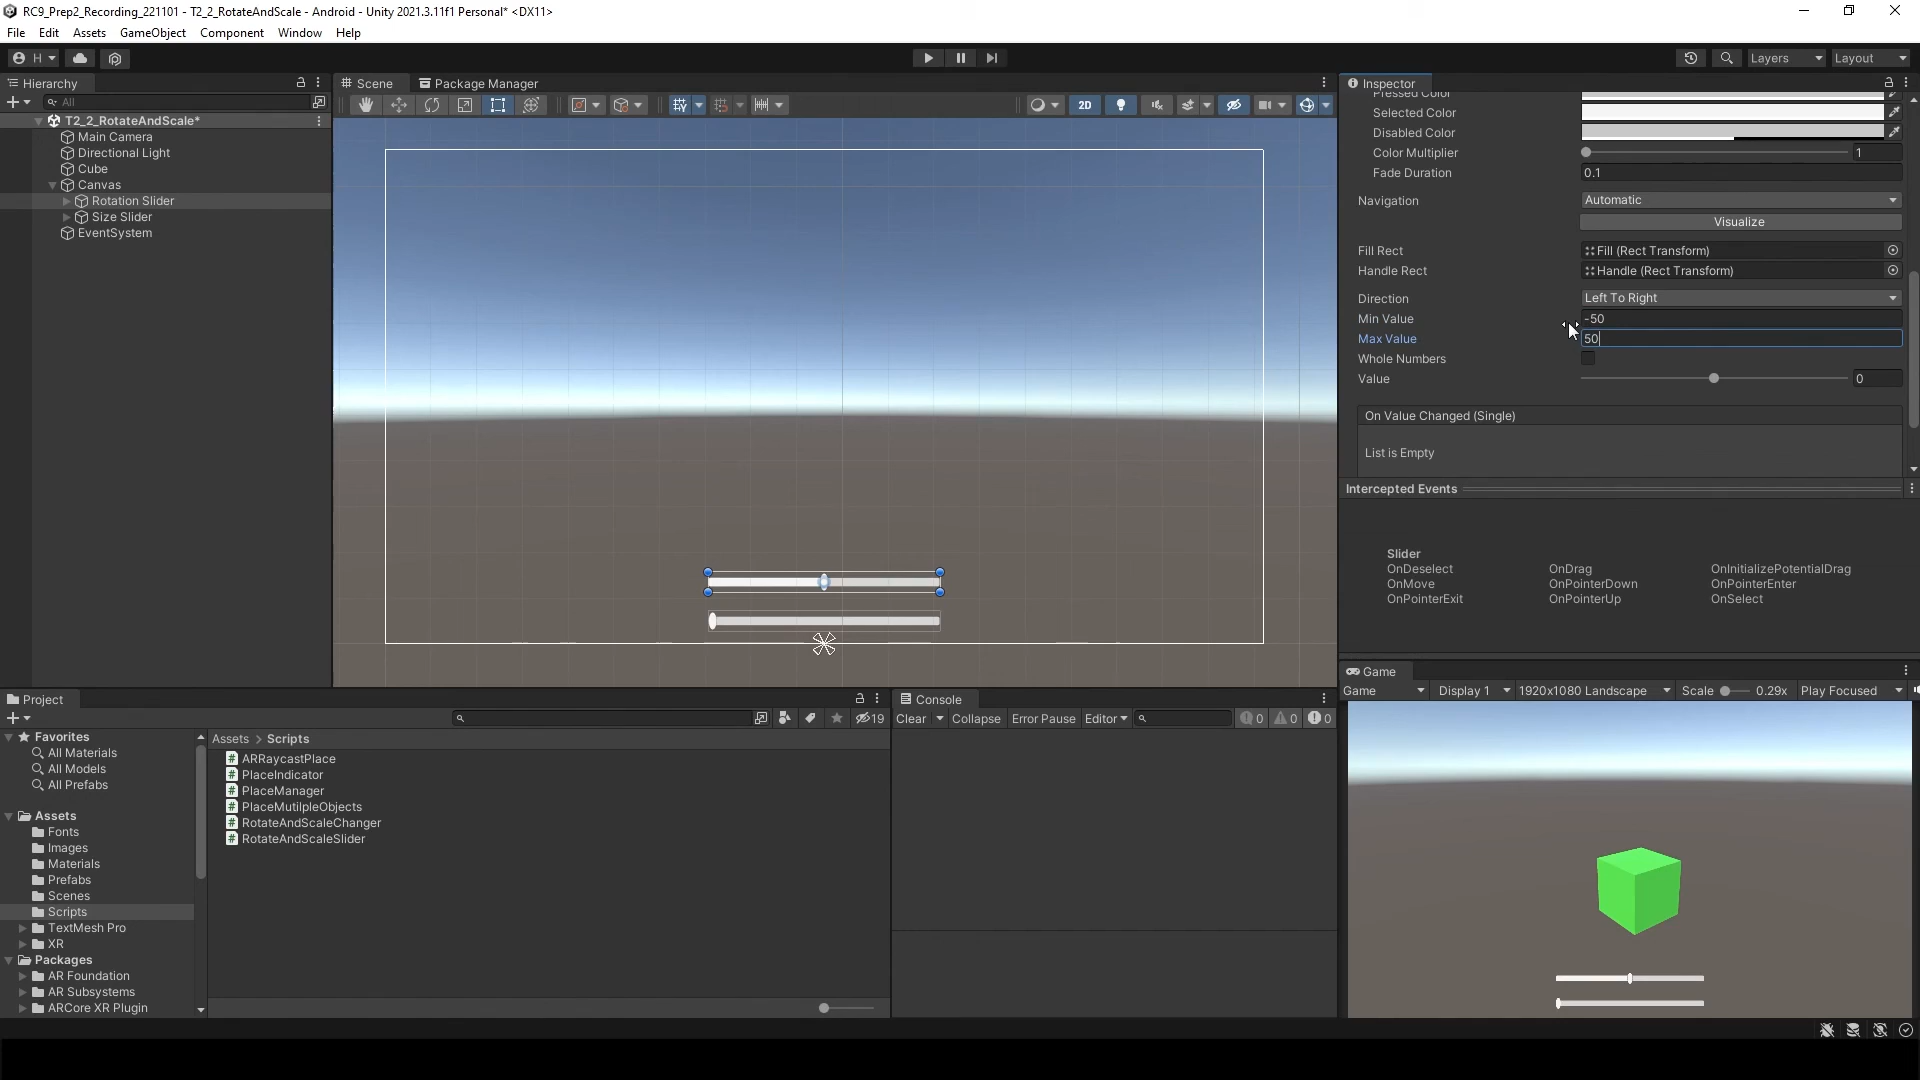 RC9_Prep2_Recording_221101 - T2_2_RotateAndScale - Android - Unity 2021.3.11f1 Personal* <DX11>
File Edit Assets GameObject Component Window Help
H
Layers Layout
Hierarchy
All
T2_2_RotateAndScale*
Main Camera
Directional Light
Cube
Canvas
Rotation Slider
Size Slider
EventSystem
Scene Package Manager
2D
Inspector
Pressed Color
Selected Color
Disabled Color
Color Multiplier 1
Fade Duration 0.1
Navigation Automatic
Visualize
Fill Rect Fill (Rect Transform)
Handle Rect Handle (Rect Transform)
Direction Left To Right
Min Value -50
Max Value 50
Whole Numbers
Value 0
On Value Changed (Single)
List is Empty
Intercepted Events
Slider
OnDeselect OnDrag OnInitializePotentialDrag
OnMove OnPointerDown OnPointerEnter
OnPointerExit OnPointerUp OnSelect
Game
Game Display 1 1920x1080 Landscape Scale 0.29x Play Focused
Project
19
Favorites
All Materials
All Models
All Prefabs
Assets
Fonts
Images
Materials
Prefabs
Scenes
Scripts
TextMesh Pro
XR
Packages
AR Foundation
AR Subsystems
ARCore XR Plugin
Assets > Scripts
ARRaycastPlace
PlaceIndicator
PlaceManager
PlaceMutilpleObjects
RotateAndScaleChanger
RotateAndScaleSlider
Console
Clear Collapse Error Pause Editor 0 0 0